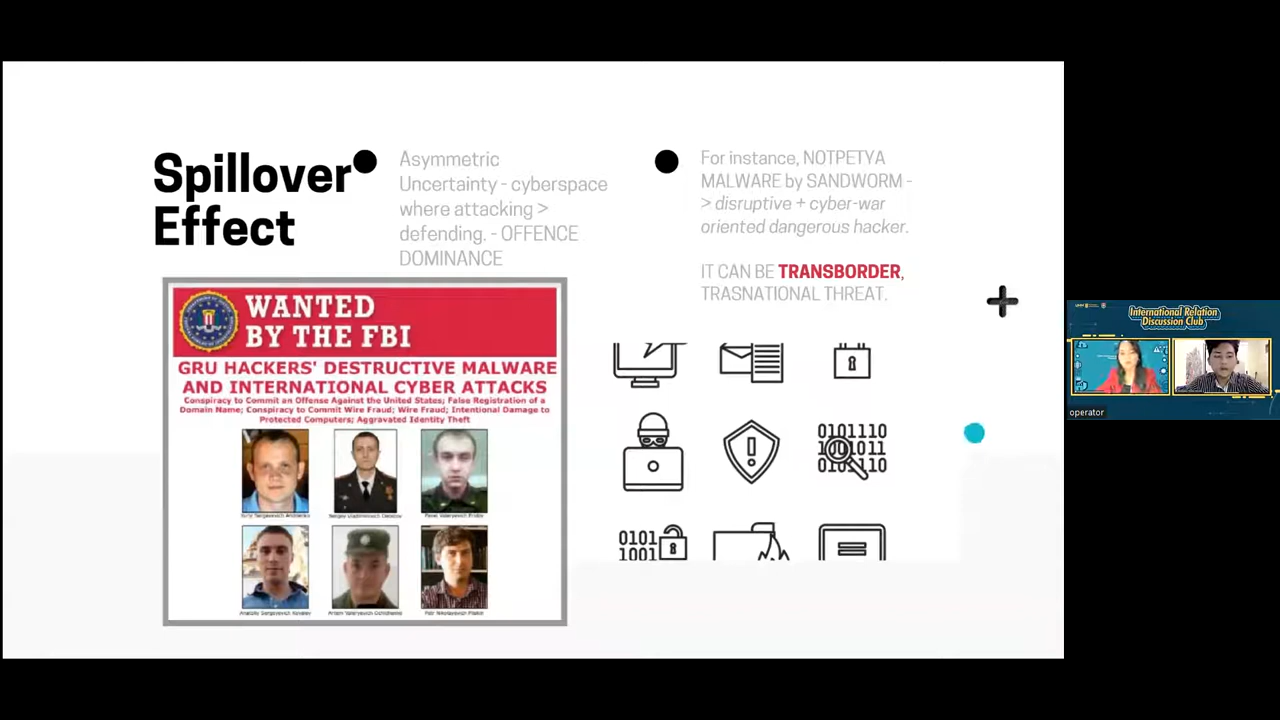 Spillover
Effect
Asymmetric
Uncertainty - cyberspace
where attacking >
defending. - OFFENCE
DOMINANCE
For instance, NOTPETYA
MALWARE by SANDWORM -
> disruptive + cyber-war
oriented dangerous hacker.
IT CAN BE TRANSBORDER,
TRASNATIONAL THREAT.
WANTED
BY THE FBI
GRU HACKERS' DESTRUCTIVE MALWARE
AND INTERNATIONAL CYBER ATTACKS
Conspiracy to Commit an Offense Against the United States; False Registration of a
Domain Name; Conspiracy to Commit Wire Fraud; Wire Fraud; Intentional Damage to
Protected Computers; Aggravated Identity Theft
0101110
0101
1001
International Relation
Discussion Club
operator